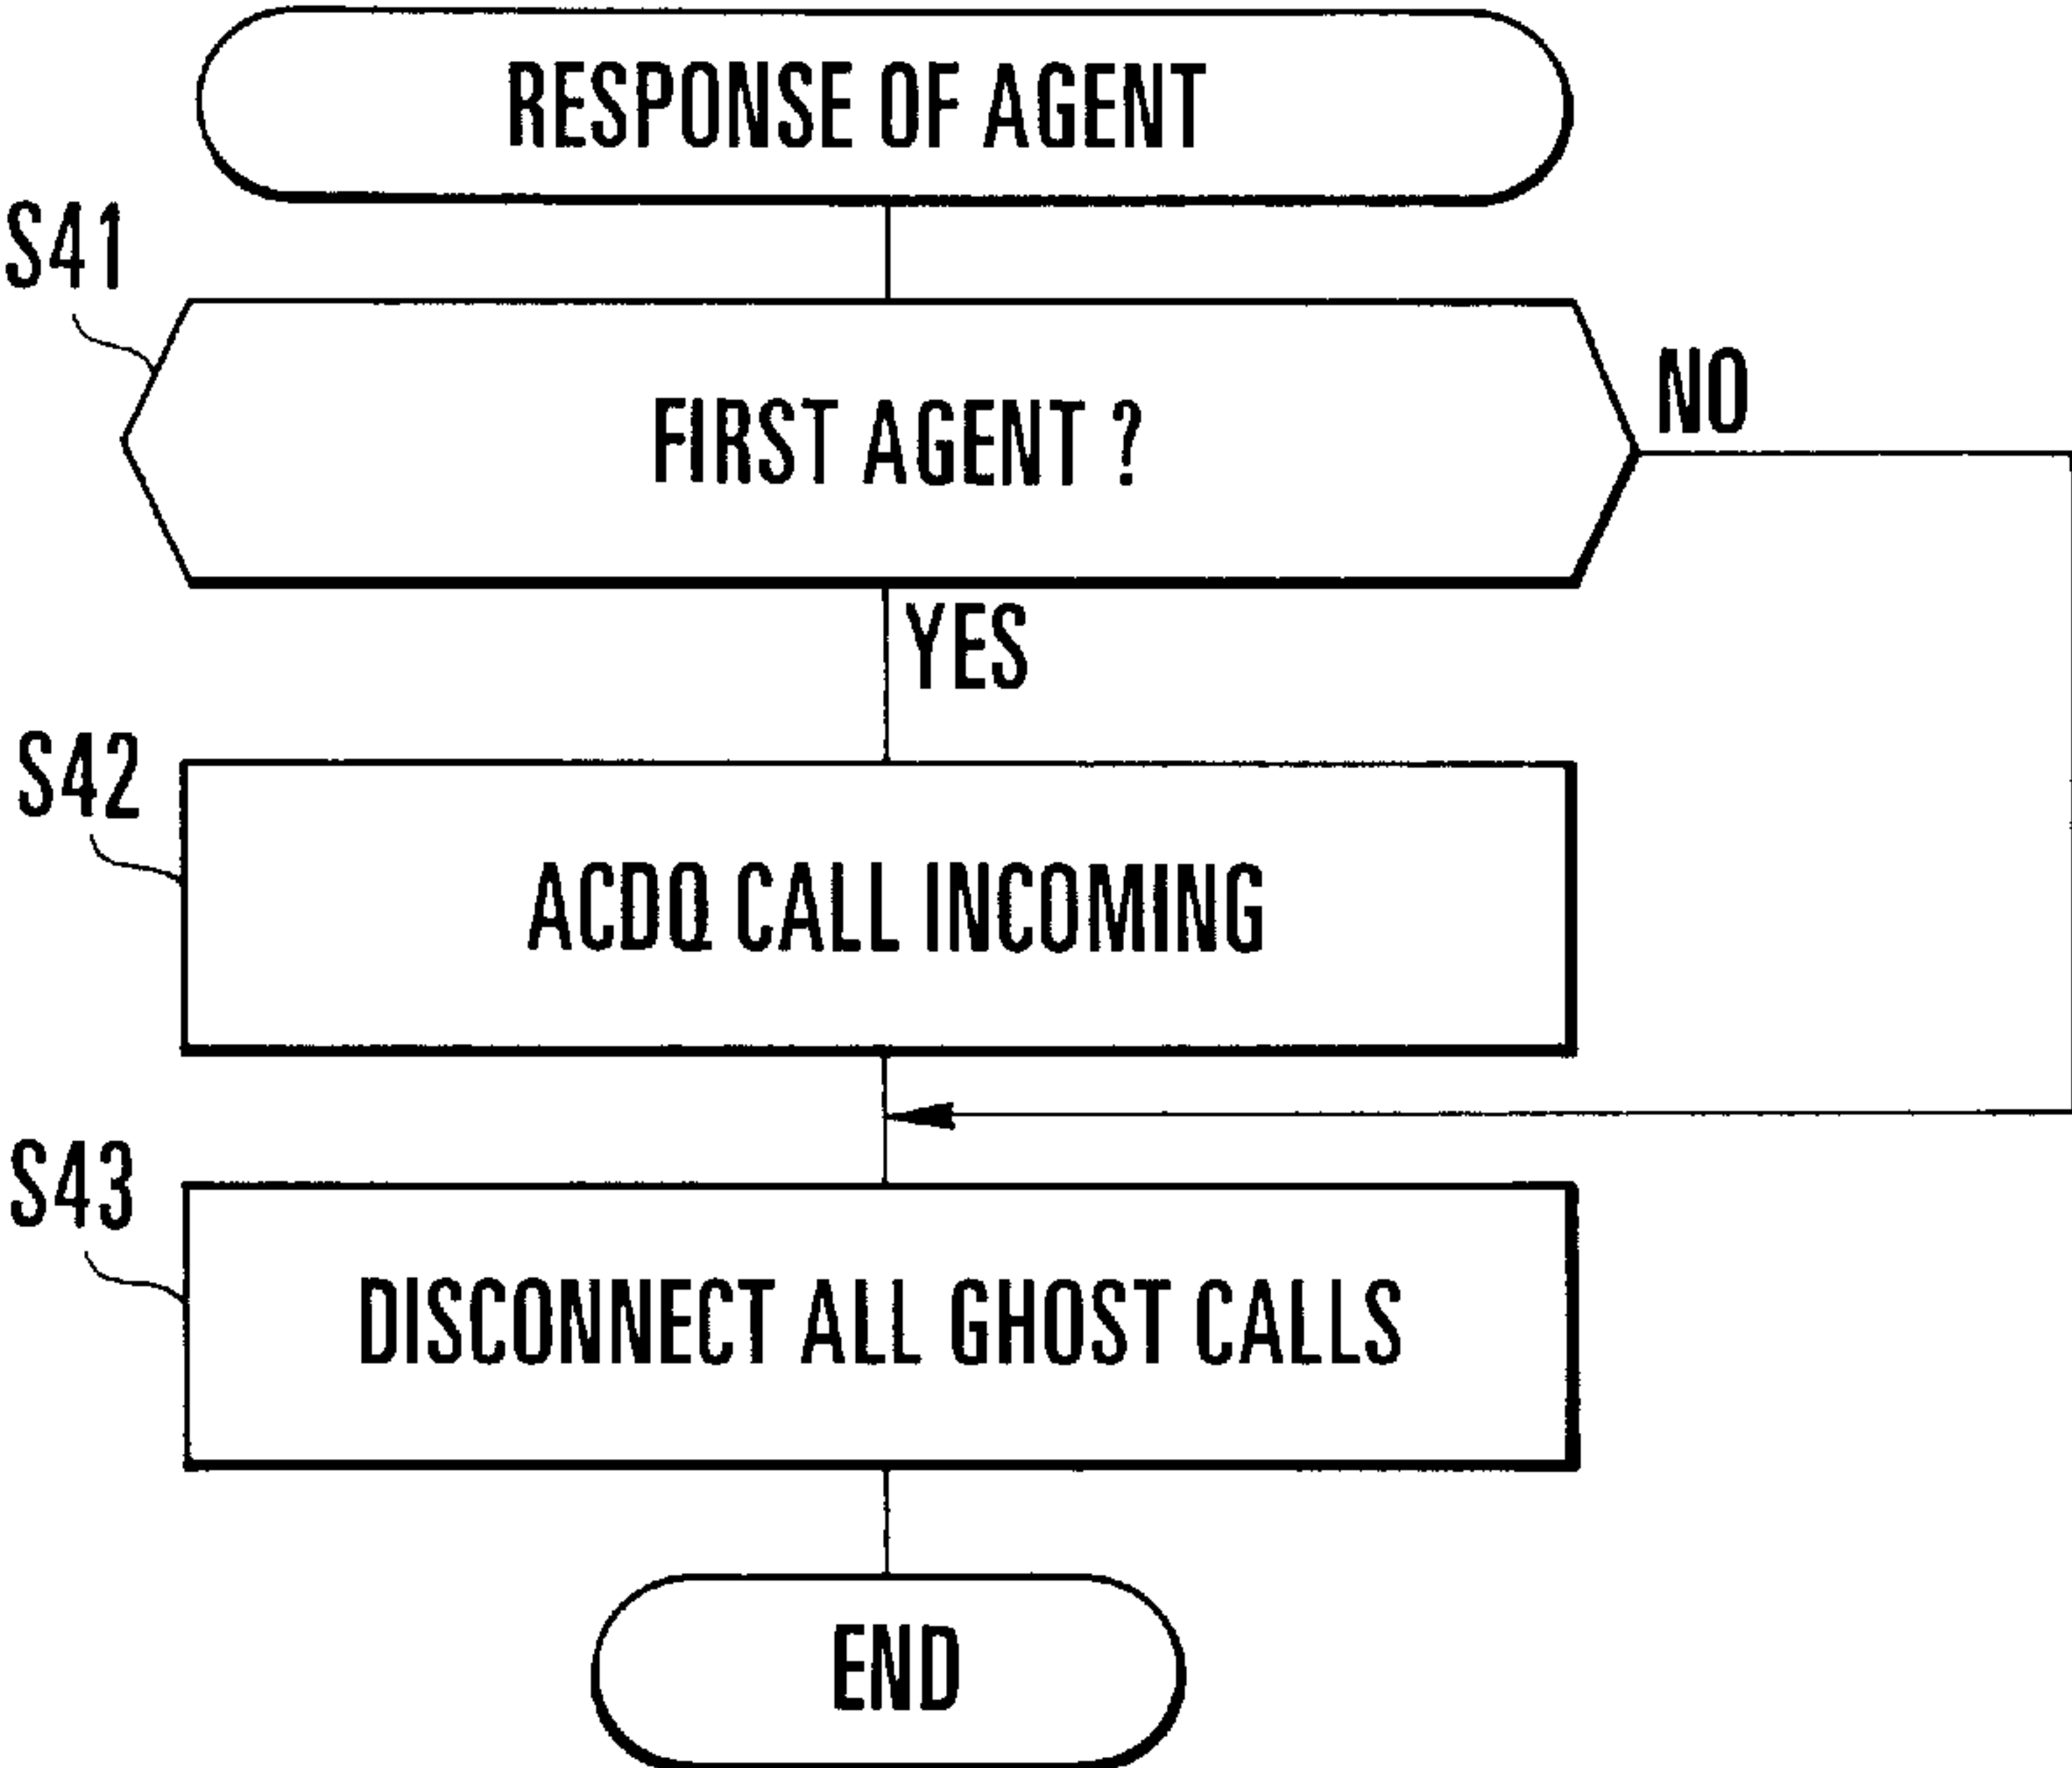 RESPONSE OF AGENT
S41
FIRST AGENT ?
NO
YES
S42
ACDQ CALL INCOMING
S43
DISCONNECT ALL GHOST CALLS
END